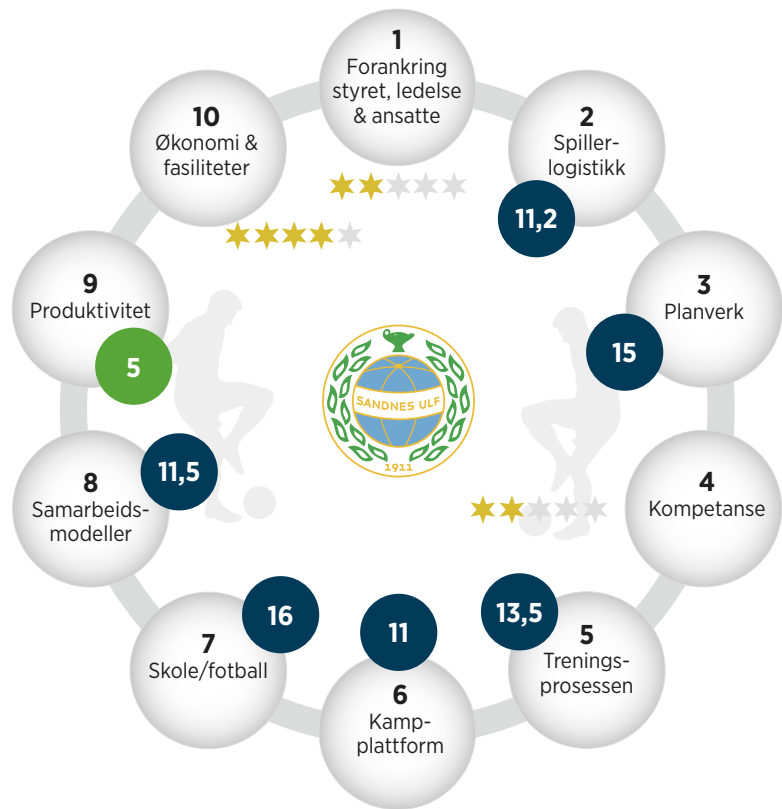 1
Forankring
styret, ledelse
& ansatte
2
Spiller-
logistikk
11,2
3
Planverk
15
4
Kompetanse
5
Trenings-
prosessen
13,5
6
Kamp-
plattform
11
7
Skole/fotball
16
8
Samarbeids-
modeller
11,5
9
Produktivitet
5
10
Økonomi &
fasiliteter
SANDNES ULF
1911